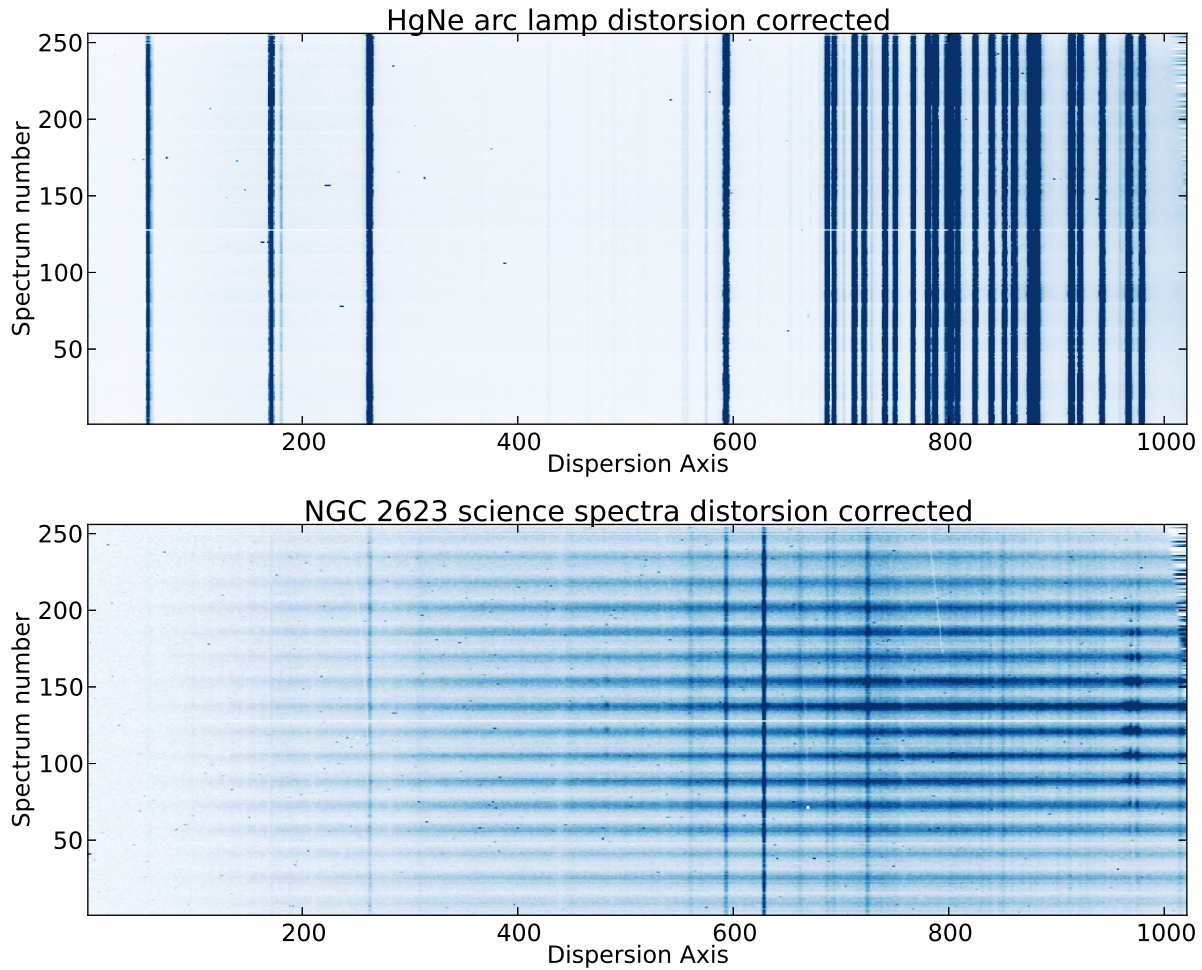 HgNe arc lamp distorsion corrected
250
200
150
100
50
Spectrum number
200 400 600 800 1000
Dispersion Axis
NGC 2623 science spectra distorsion corrected
250
200
150
100
50
Spectrum number
200 400 600 800 1000
Dispersion Axis